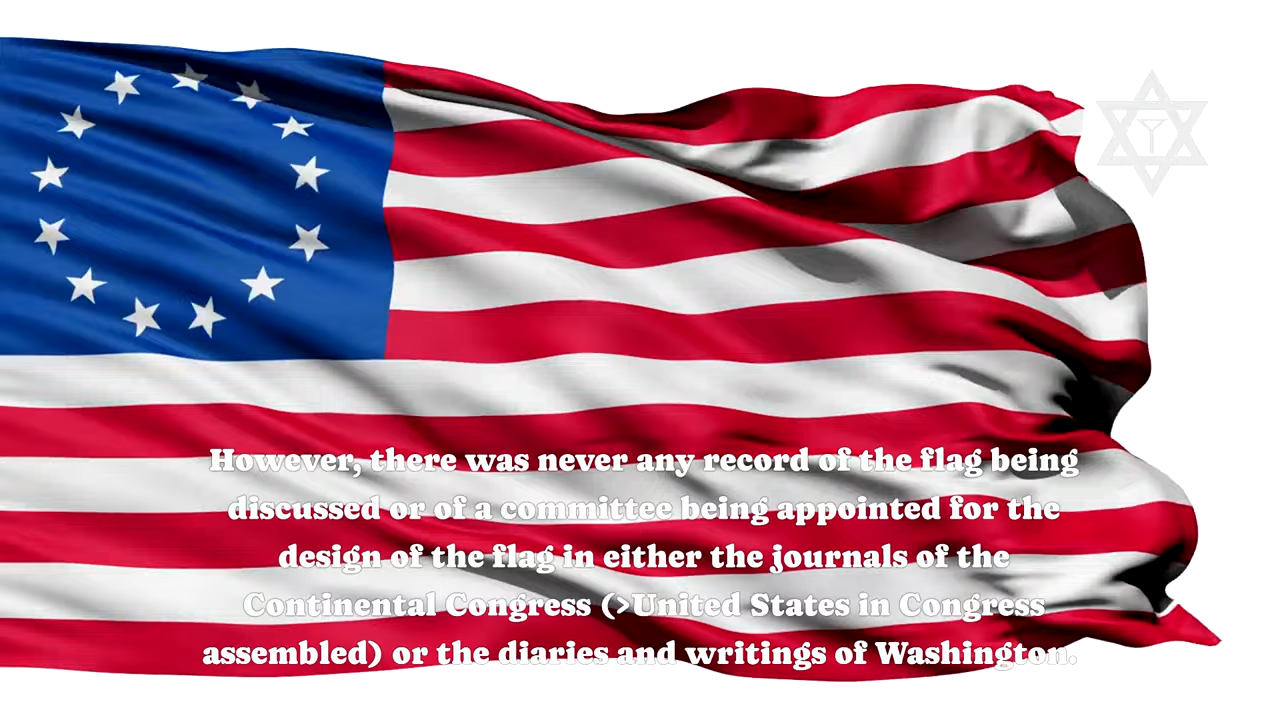 However, there was never any record of the flag being
discussed or of a committee being appointed for the
design of the flag in either the journals of the
Continental Congress (>United States in Congress
assembled) or the diaries and writings of Washington.